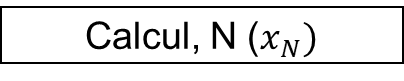 Calcul, N (𝑥_𝑁)